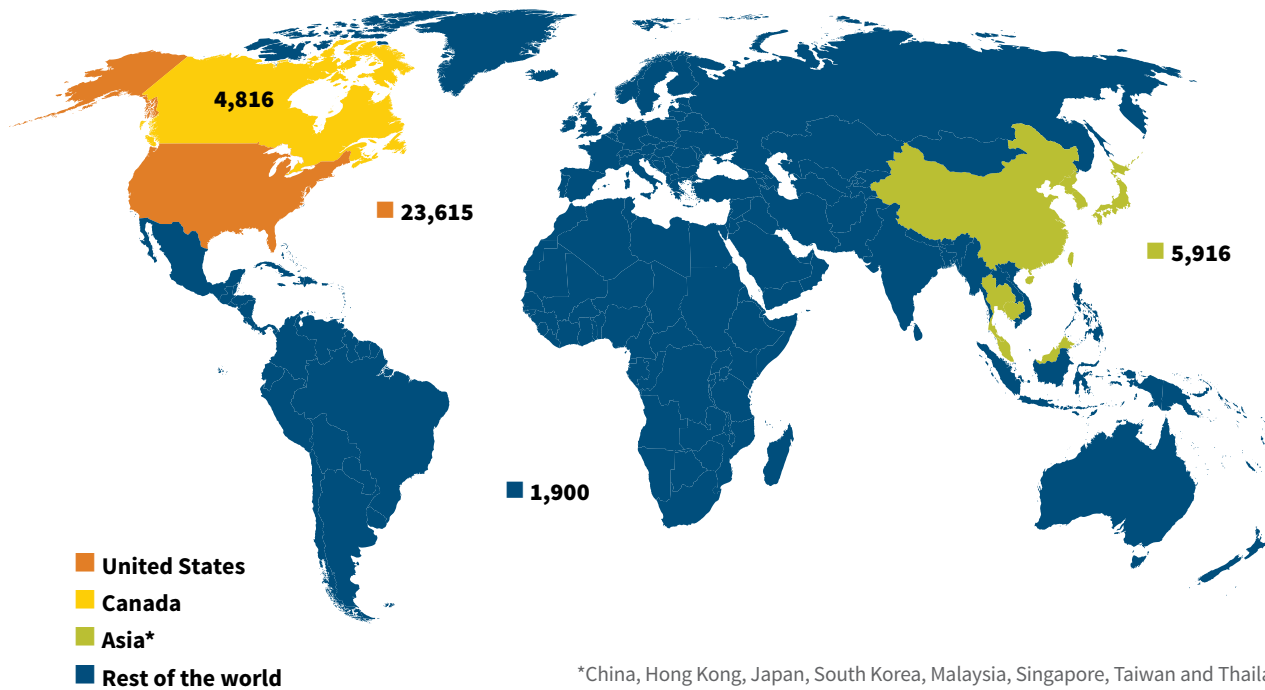 4,816
23,615
5,916
1,900
United States
Canada
Asia*
Rest of the world
*China, Hong Kong, Japan, South Korea, Malaysia, Singapore, Taiwan and